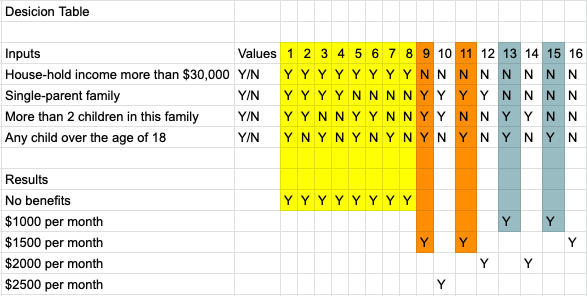 Desicion Table
Inputs Values 1 2 3 4 5 6 7 8 9 10 11 12 13 14 15 16
House-hold income more than $30,000 Y/N Y Y Y Y Y Y Y Y N N N N N N N N
Single-parent family Y/N Y Y Y Y N N N N Y Y Y Y N N N N
More than 2 children in this family Y/N Y Y N N Y Y N N Y Y N N Y Y N N
Any child over the age of 18 Y/N Y N Y N Y N Y N Y N Y N Y N Y N
Results
No benefits Y Y Y Y Y Y Y Y
$1000 per month Y Y
$1500 per month Y Y Y
$2000 per month Y Y
$2500 per month Y